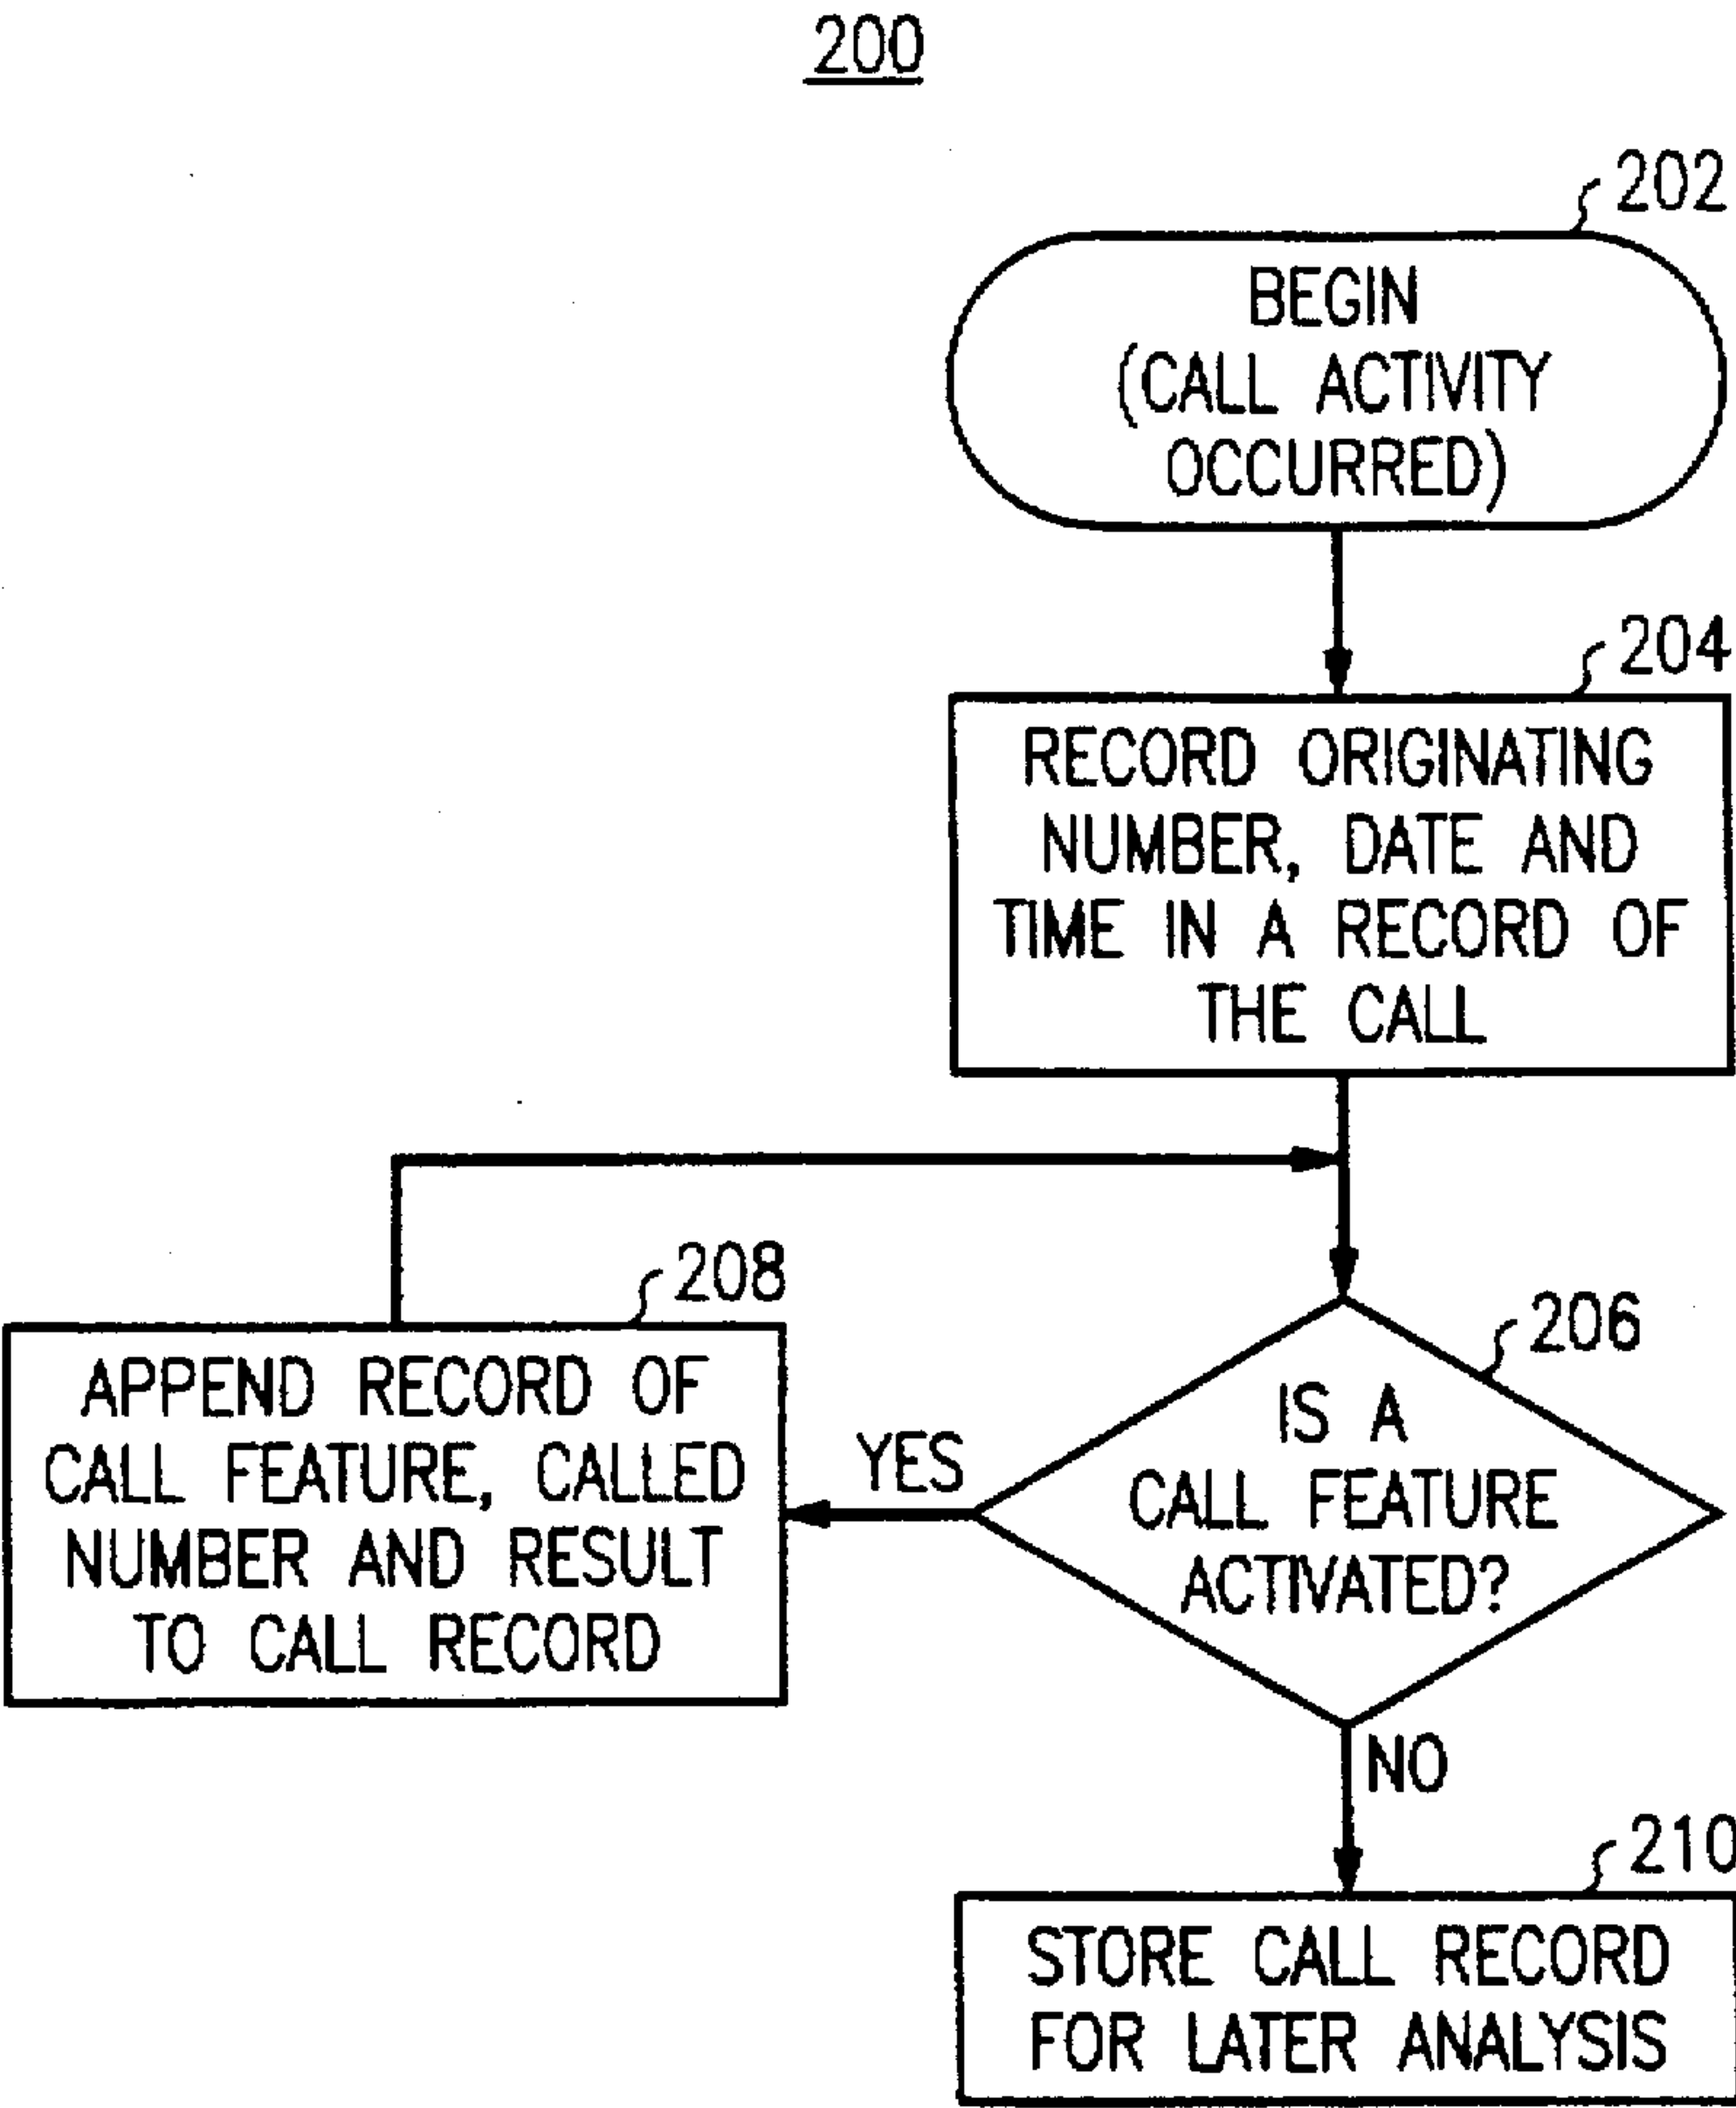 200
202
BEGIN
(CALL ACTIVITY
OCCURRED)
204
RECORD ORIGINATING
NUMBER, DATE AND
TIME IN A RECORD OF
THE CALL
208
APPEND RECORD OF
CALL FEATURE, CALLED
NUMBER AND RESULT
TO CALL RECORD
YES
206
IS A
CALL FEATURE
ACTIVATED?
NO
210
STORE CALL RECORD
FOR LATER ANALYSIS